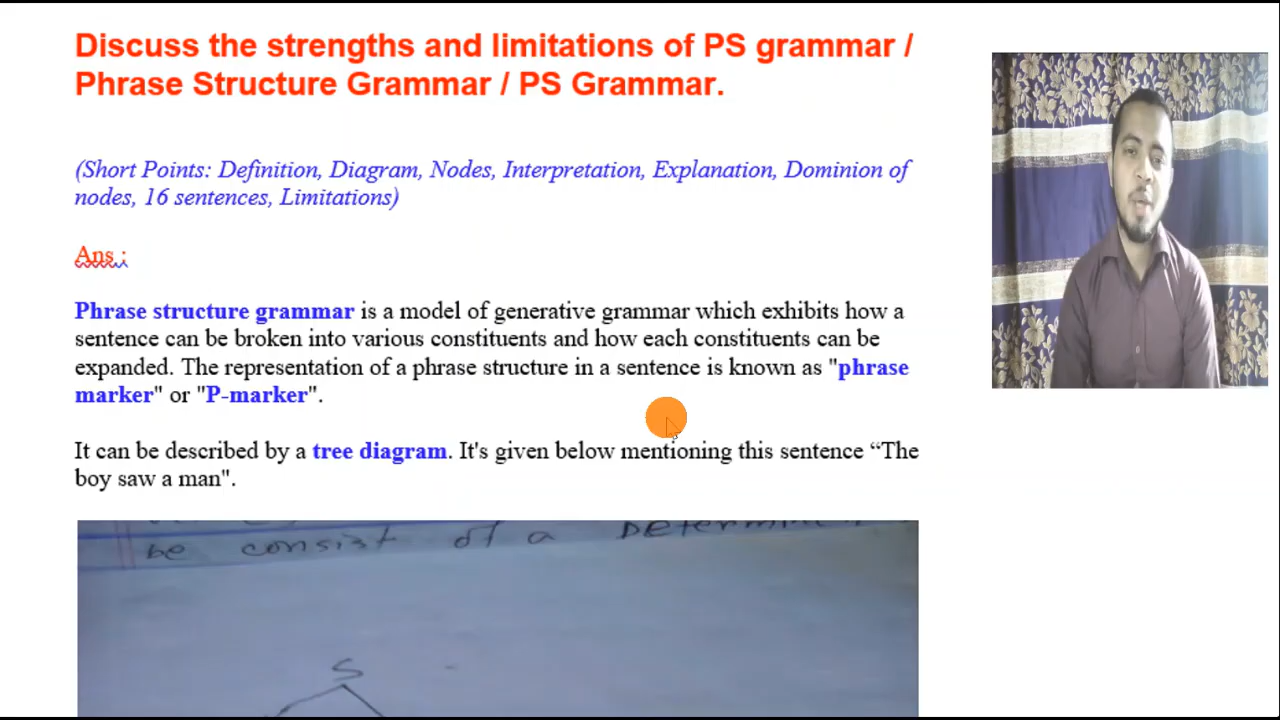 Discuss the strengths and limitations of PS grammar /
Phrase Structure Grammar / PS Grammar.
(Short Points: Definition, Diagram, Nodes, Interpretation, Explanation, Dominion of
nodes, 16 sentences, Limitations)
Ans :
Phrase structure grammar is a model of generative grammar which exhibits how a
sentence can be broken into various constituents and how each constituents can be
expanded. The representation of a phrase structure in a sentence is known as "phrase
marker" or "P-marker".
It can be described by a tree diagram. It's given below mentioning this sentence “The
boy saw a man".
be consist of a
S